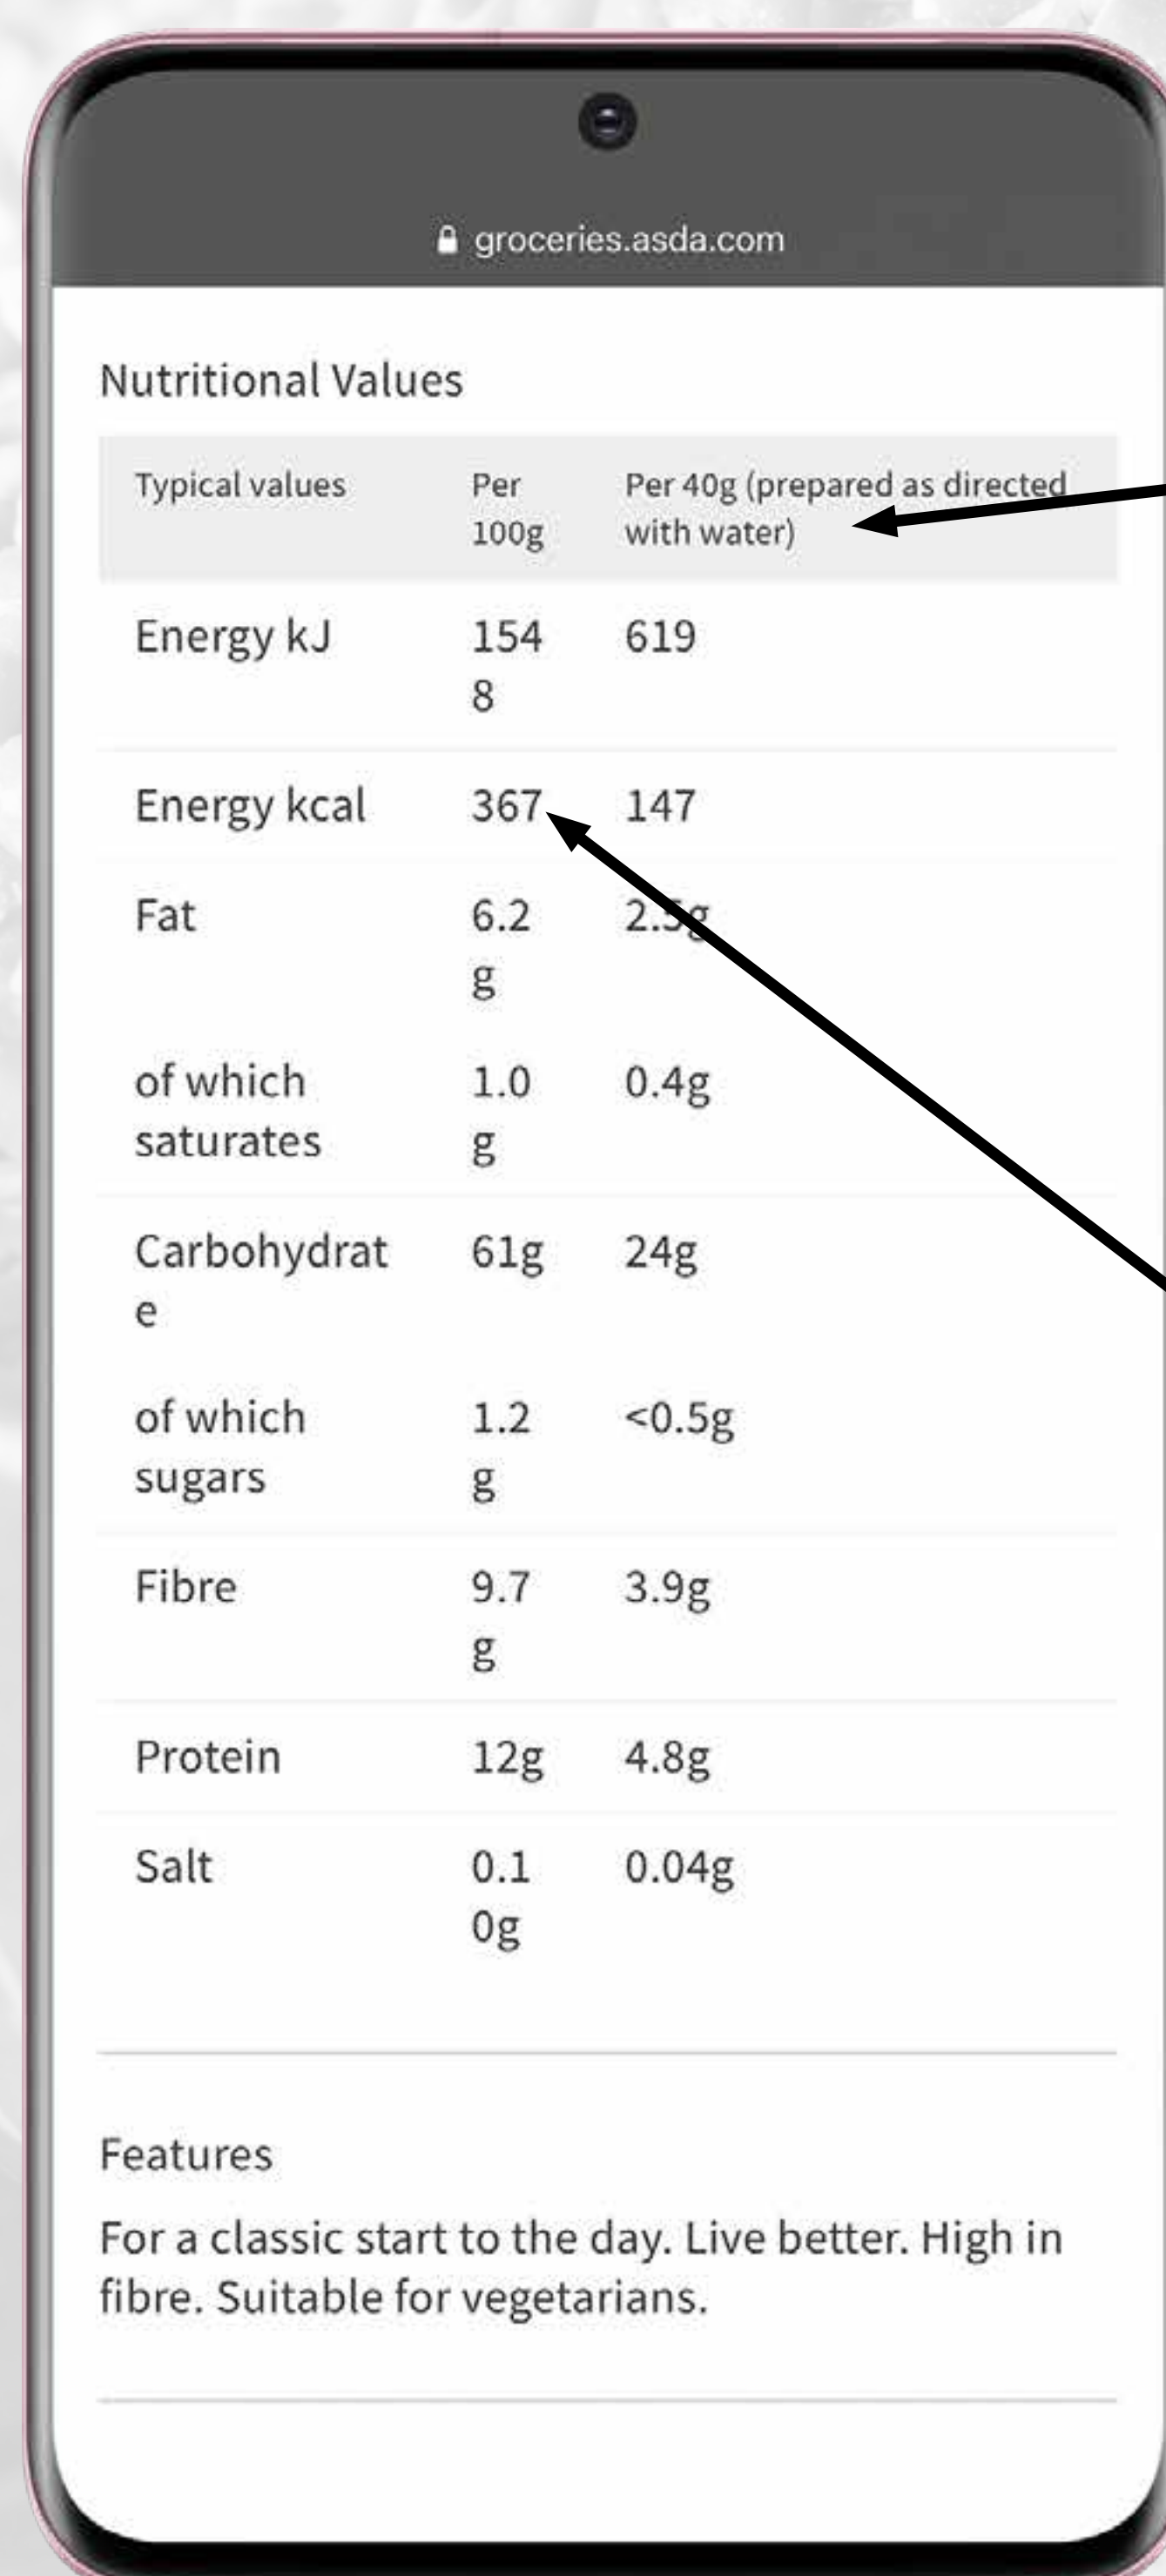 groceries.asda.com
Nutritional Values
Typical values Per Per 40g (prepared as directed
100g with water)
Energy kJ 154 619
8
Energy kcal 367 147
Fat 6.2 2.5g
g
of which 1.0 0.4g
saturates g
Carbohydrat 61g 24g
e
of which 1.2 <0.5g
sugars g
Fibre 9.7 3.9g
g
Protein 12g 4.8g
Salt 0.1 0.04g
0g
Features
For a classic start to the day. Live better. High in
fibre. Suitable for vegetarians.